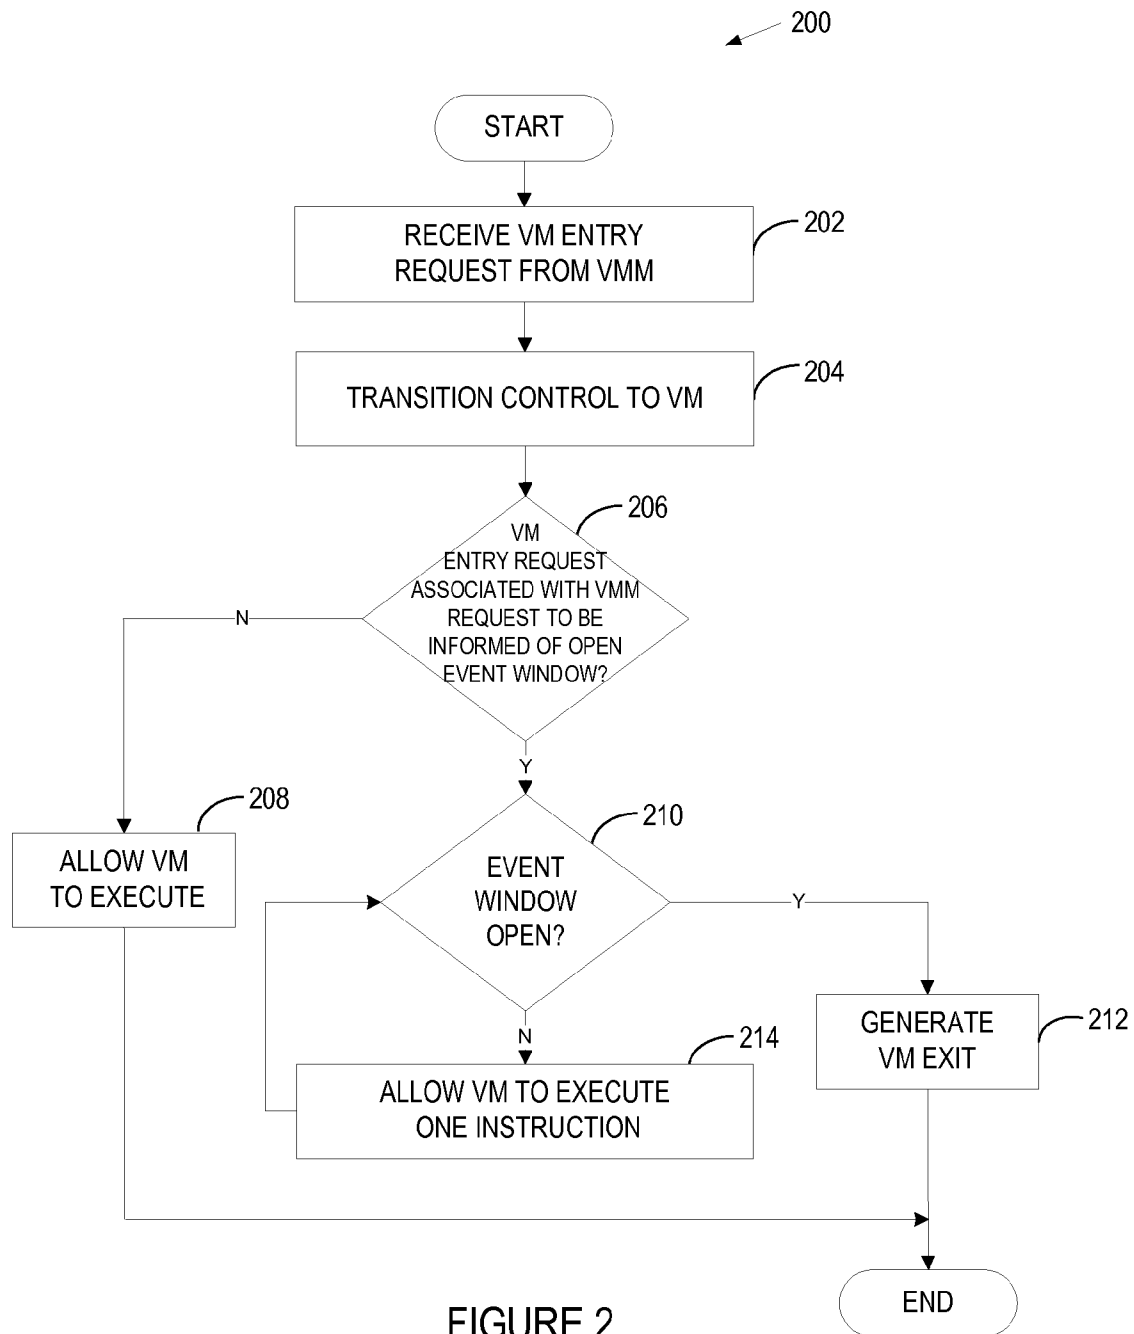 200
START
RECEIVE VM ENTRY
REQUEST FROM VMM
202
TRANSITION CONTROL TO VM
204
206
VM
ENTRY REQUEST
ASSOCIATED WITH VMM
REQUEST TO BE
INFORMED OF OPEN
EVENT WINDOW?
N
Y
208
ALLOW VM
TO EXECUTE
210
EVENT
WINDOW
OPEN?
Y
N
GENERATE
VM EXIT
212
214
ALLOW VM TO EXECUTE
ONE INSTRUCTION
END
FIGURE 2